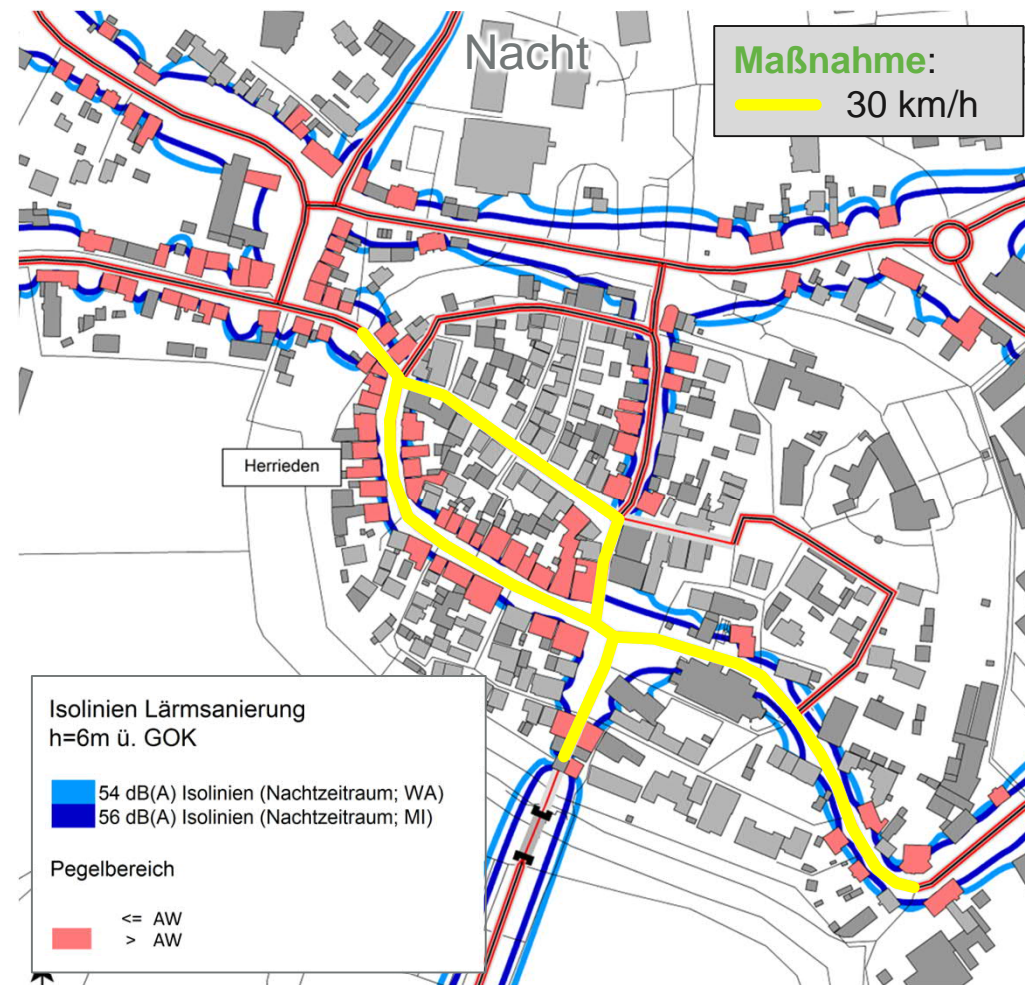 Nacht
Maßnahme:
30 km/h
Herrieden
Isolinien Lärmsanierung
h=6m ü. GOK
54 dB(A) Isolinien (Nachtzeitraum; WA)
56 dB(A) Isolinien (Nachtzeitraum; MI)
Pegelbereich
<= AW
> AW